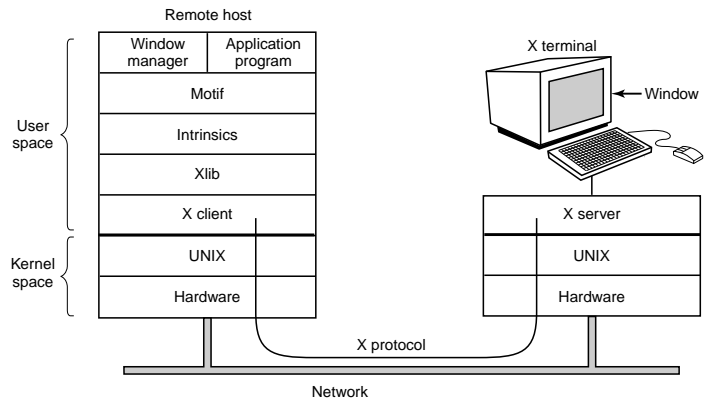 Remote host
Window
manager
Application
program
Motif
Intrinsics
Xlib
X client
UNIX
Hardware
User
space
Kernel
space
X terminal
Window
X server
UNIX
Hardware
X protocol
Network